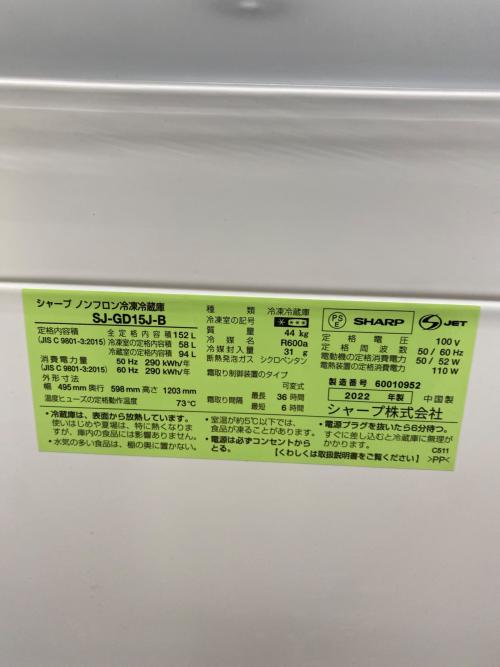 シャープ ノンフロン冷凍冷蔵庫
SJ-GD15J-B
定格内容積 全定格内容積 152 L
(JIS C 9801-3:2015) 冷凍室の定格内容積 58 L
冷蔵室の定格内容積 94 L
消費電力量 50 Hz 290 kWh/年
(JIS C 9801-3:2015) 60 Hz 290 kWh/年
外形寸法
幅 495 mm 奥行 598 mm 高さ 1203 mm
温度ヒューズの定格動作温度 73℃
種類 冷凍冷蔵庫
冷凍室の記号
質量 44 kg
冷媒 R600a
冷媒封入量 31 g
断熱発泡ガス シクロペンタン
霜取り制御装置のタイプ
可変式
霜取り間隔 最長 36 時間
最短 6 時間
PS
E
SHARP
JET
定格電圧 100 V
定格周波数 50 / 60 Hz
電動機の定格消費電力 50 / 52 W
電熱装置の定格消費電力 110 W
製造番号 60010952
2022 年製 中国製
シャープ株式会社
・冷蔵庫は、表面から放熱しています。
使いはじめや夏場は、特に熱くなりま
すが、庫内の食品には影響ありません。
・水気の多い食品は、棚の奥に置かない。
・室温が約5℃以下では、
食品が凍ることがあります。
・電源は必ずコンセントから
とる。
・電源プラグを抜いたら6分待つ。
すぐに差し込むと冷蔵庫に無理が
かかります。
C511
【くわしくは取扱説明書をご覧ください】 >PP<